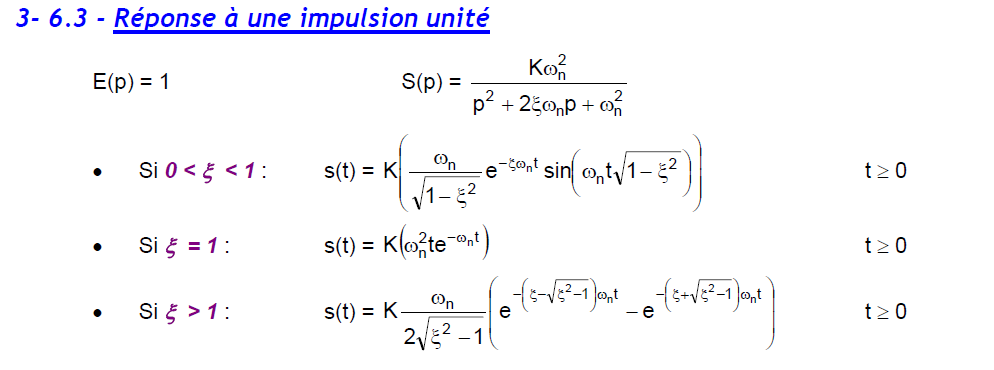 3- 6.3 - Réponse à une impulsion unité
E(p) = 1 S(p) = Kωₙ² / (p² + 2ξωₙp + ωₙ²)
• Si 0 < ξ < 1 : s(t) = K( ωₙ / √(1 − ξ²) e^(−ζωₙt) sin( ωₙt√(1 − ξ²) ) ) t ≥ 0
• Si ξ = 1 : s(t) = K(ωₙ²te^(−ωₙt)) t ≥ 0
• Si ξ > 1 : s(t) = K ωₙ / (2√(ξ² − 1)) ( e^(−(ξ−√(ξ²−1))ωₙt) − e^(−(ξ+√(ξ²−1))ωₙt) ) t ≥ 0